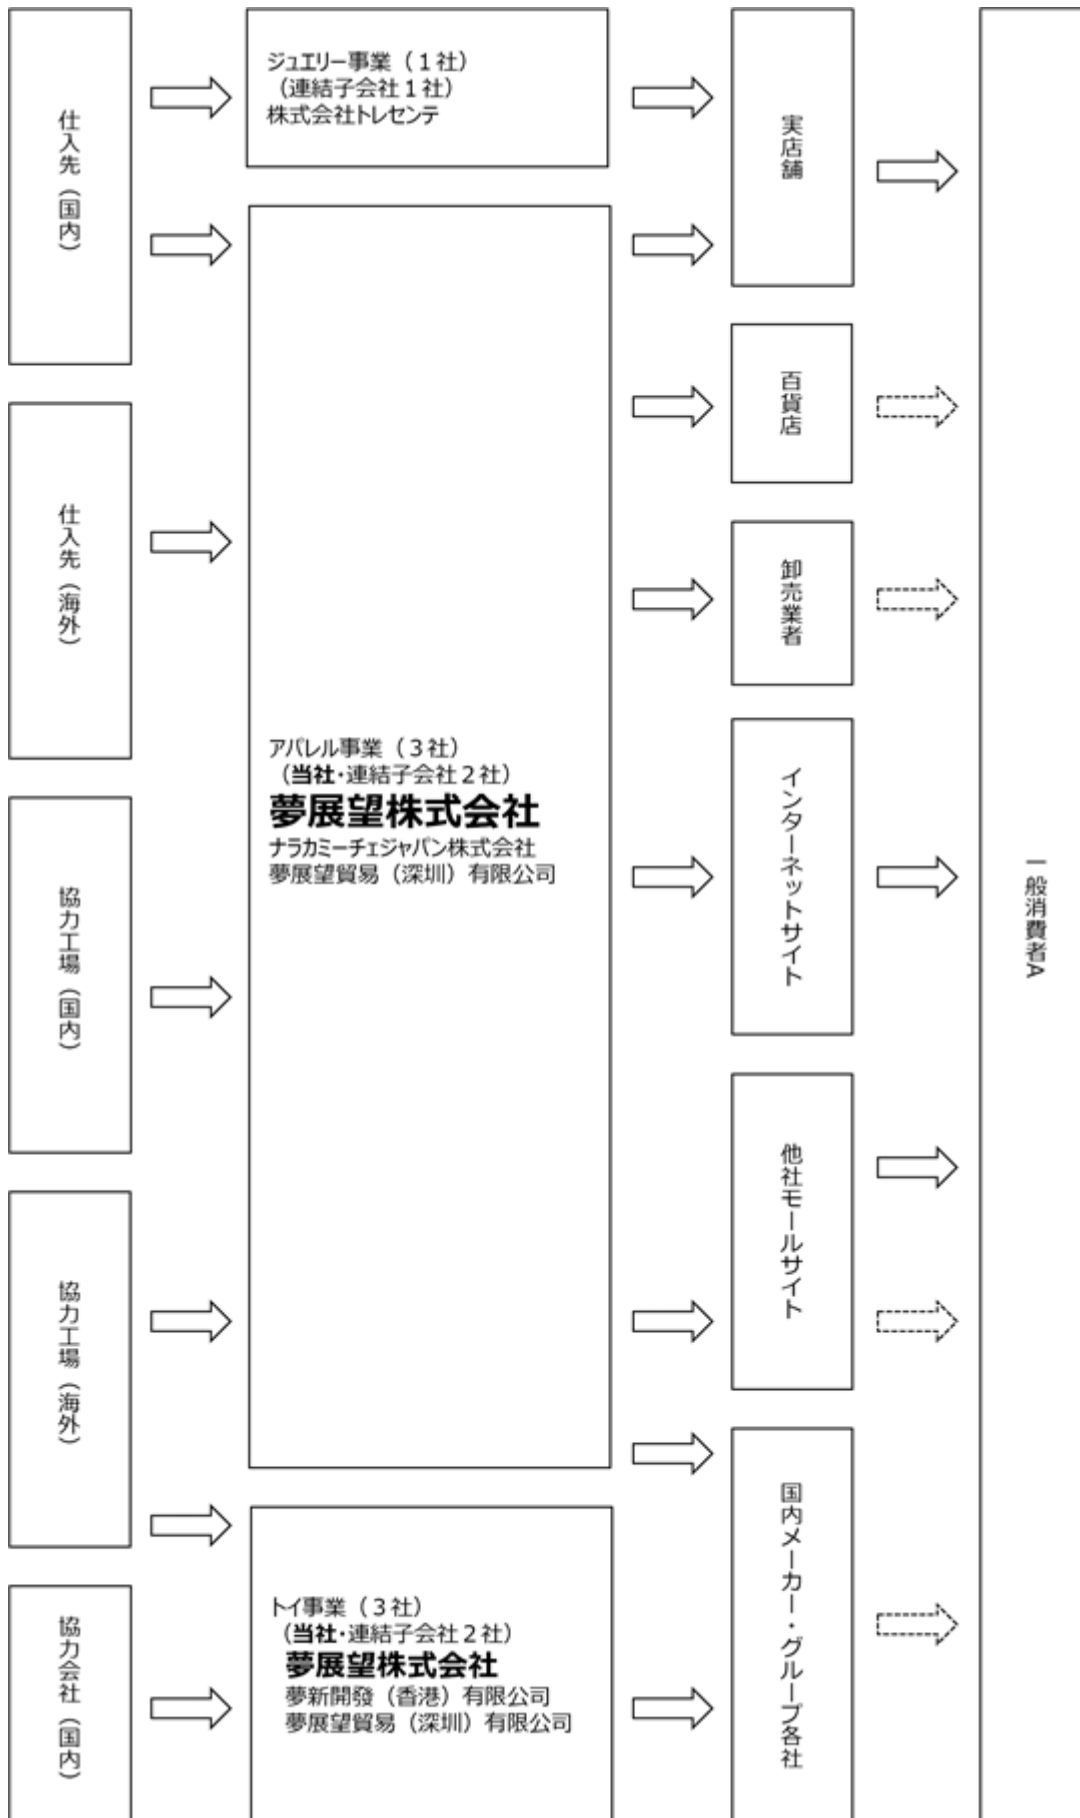 仕入先（国内）
仕入先（海外）
協力工場（国内）
協力工場（海外）
協力会社（国内）
ジュエリー事業（１社）
（連結子会社１社）
株式会社トレセンテ
アパレル事業（３社）
（当社・連結子会社２社）
夢展望株式会社
ナラカミーチェジャパン株式会社
夢展望貿易（深圳）有限公司
トイ事業（３社）
（当社・連結子会社２社）
夢展望株式会社
夢新開發（香港）有限公司
夢展望貿易（深圳）有限公司
実店舗
百貨店
卸売業者
インターネットサイト
他社モールサイト
国内メーカー・グループ各社
一般消費者A